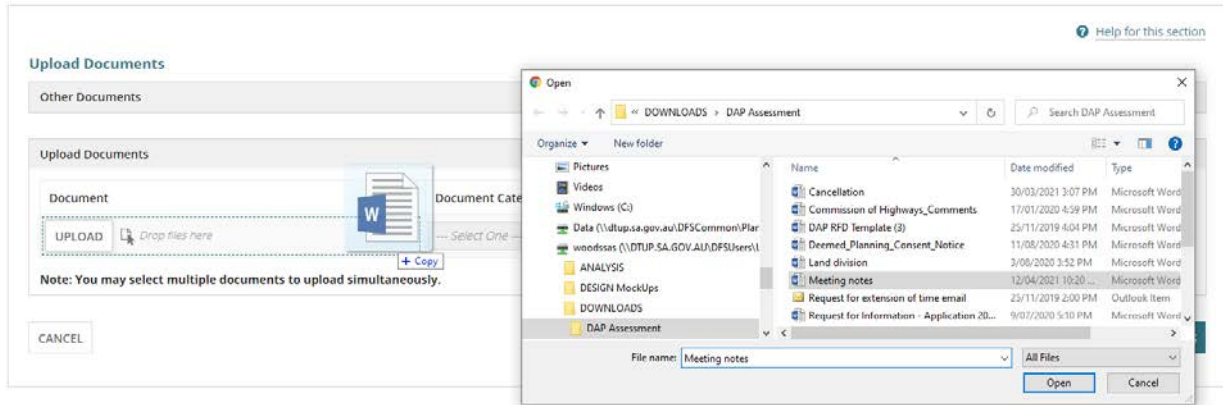 Help for this section
Upload Documents
Other Documents
Upload Documents
Document
Document Cate
UPLOAD
Drop files here
--- Select One ---
W
+ Copy
Note: You may select multiple documents to upload simultaneously.
CANCEL
Open
« DOWNLOADS > DAP Assessment
Search DAP Assessment
Organize
New folder
Pictures
Videos
Windows (C:)
Data (\\dtup.sa.gov.au\DFSCommon\Plar
woodssas (\\DTUP.SA.GOV.AU\DFSUsers\
ANALYSIS
DESIGN MockUps
DOWNLOADS
DAP Assessment
Name Date modified Type
Cancellation 30/03/2021 3:07 PM Microsoft Word
Commission of Highways_Comments 17/01/2020 4:59 PM Microsoft Word
DAP RFD Template (3) 25/11/2019 4:04 PM Microsoft Word
Deemed_Planning_Consent_Notice 11/08/2020 4:31 PM Microsoft Word
Land division 3/08/2020 3:52 PM Microsoft Word
Meeting notes 12/04/2021 10:20 ... Microsoft Word
Request for extension of time email 25/11/2019 2:00 PM Outlook Item
Request for Information - Application 20... 9/07/2020 5:10 PM Microsoft Word
File name: Meeting notes
All Files
Open
Cancel